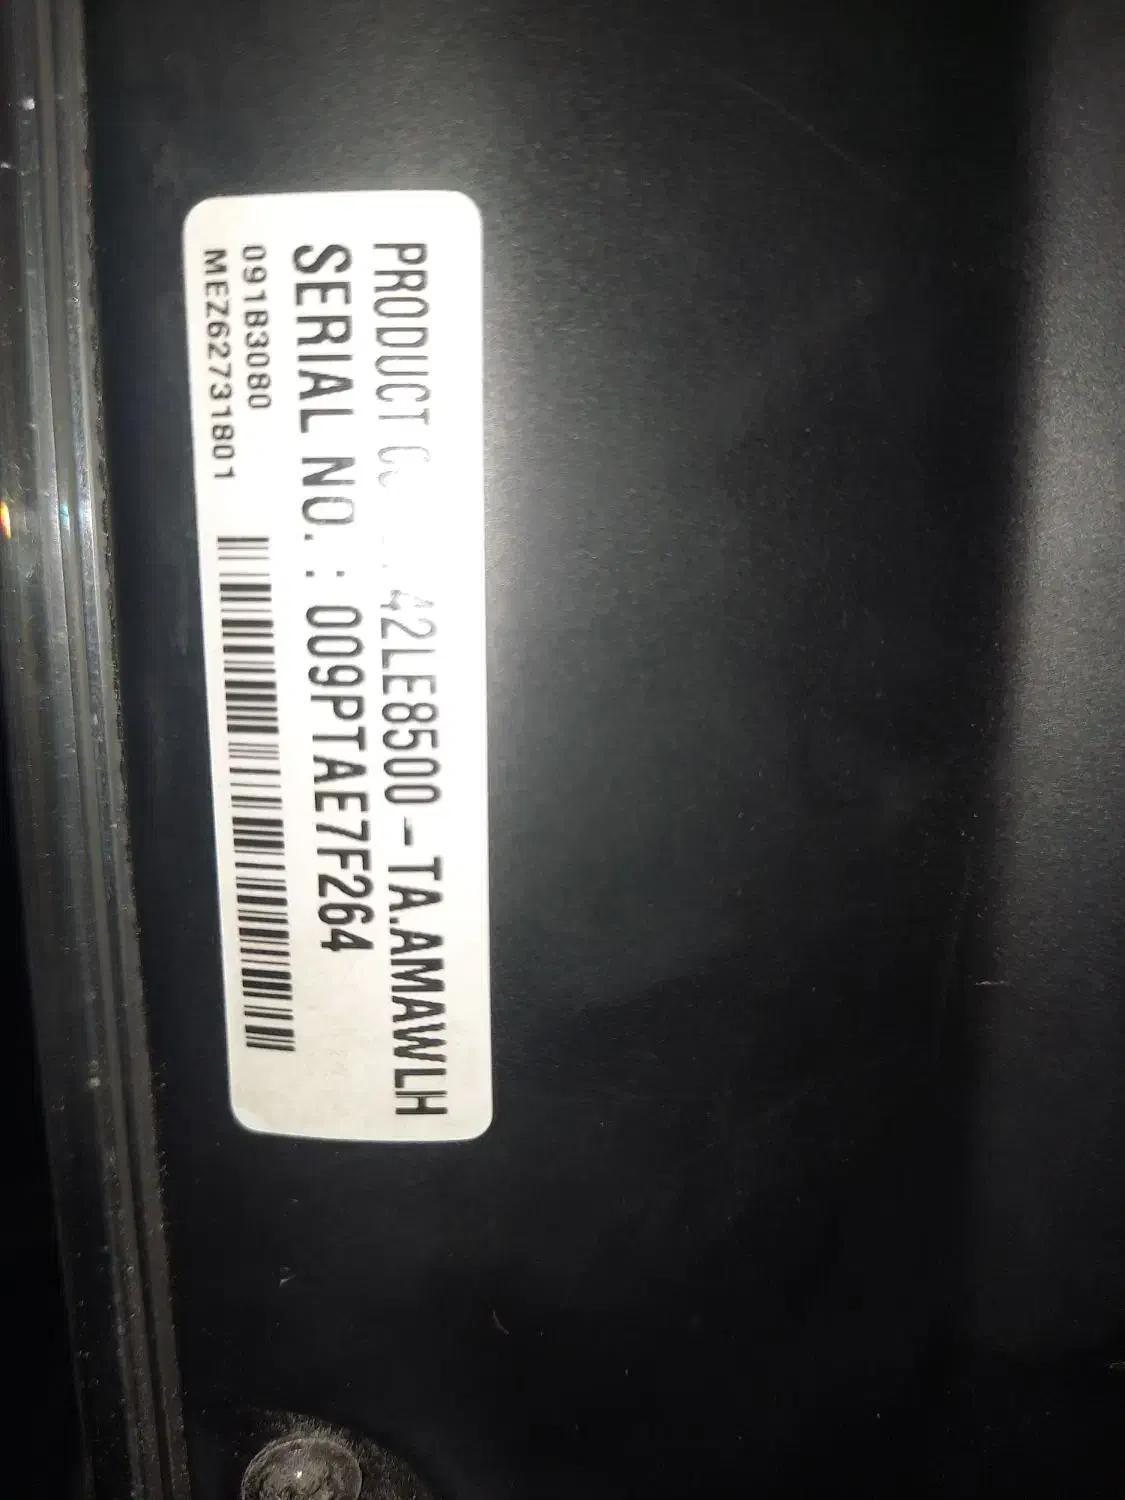 PRODUCT 42LE8500-TA.AMAWLH
SERIAL NO. : 009PTAE7F264
091B3080
MEZ62731801